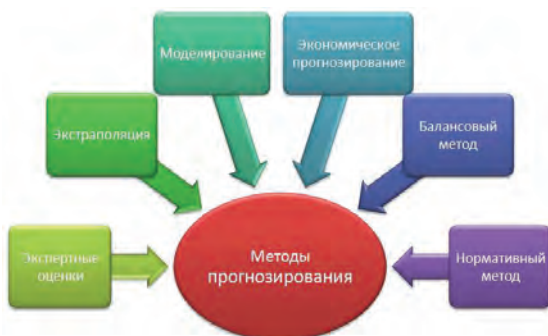 Моделирование
Экономическое
прогнозирование
Экстраполяция
Балансовый
метод
Экспертные
оценки
Методы
прогнозирования
Нормативный
метод